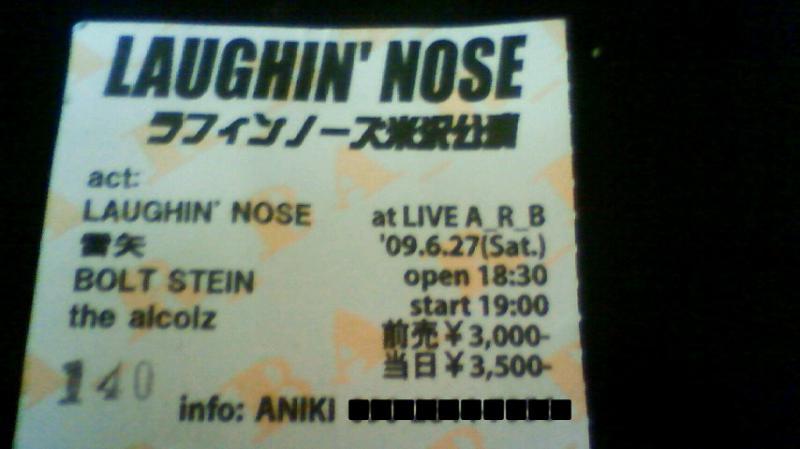 LAUGHIN' NOSE
ラフィンノーズ米沢公演
act:
LAUGHIN' NOSE
雷矢
BOLT STEIN
the alcolz
at LIVE A_R_B
'09.6.27(Sat.)
open 18:30
start 19:00
前売¥3,000-
当日¥3,500-
140
info: ANIKI